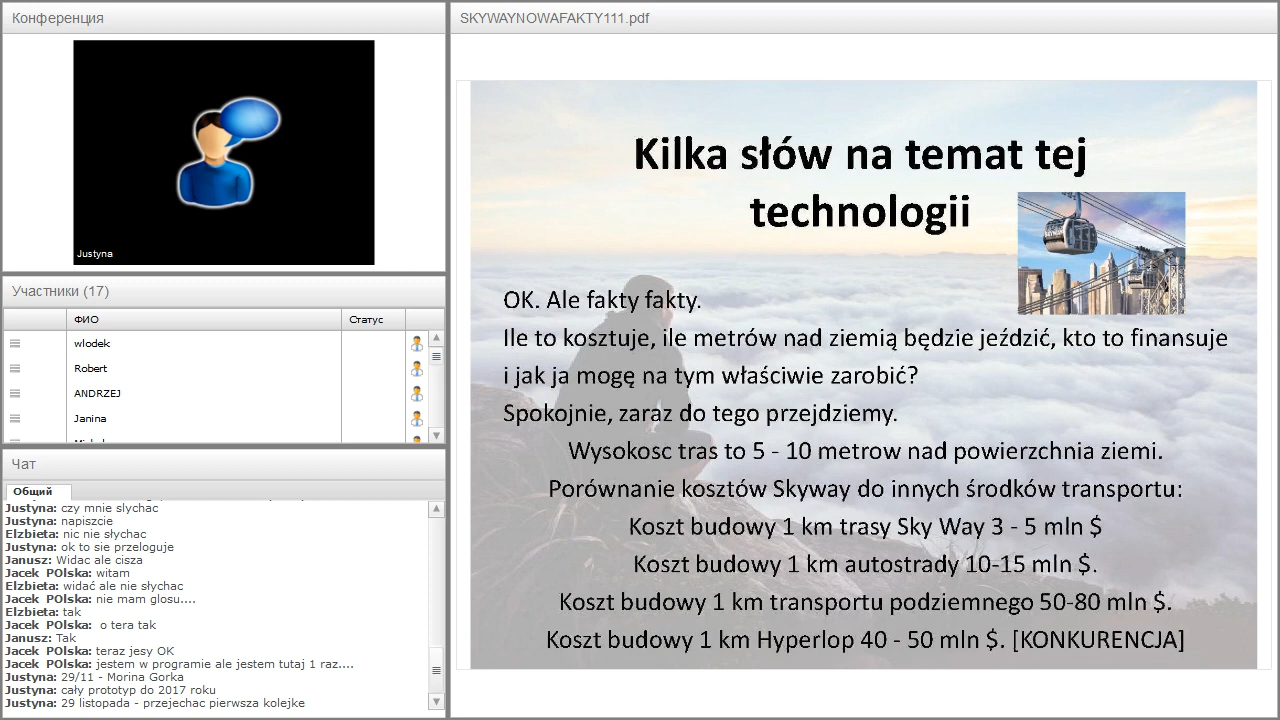 Конференция
Justyna
Участники (17)
ФИО
Статус
wlodek
Robert
ANDRZEJ
Janina
Чат
Общий
Justyna: czy mnie slychac
Justyna: napiszcie
Elzbieta: nic nie słychac
Justyna: ok to sie przeloguje
Janusz: Widac ale cisza
Jacek POlska: witam
Elzbieta: widać ale nie słychać
Jacek POlska: nie mam glosu....
Elzbieta: tak
Jacek POlska: o tera tak
Janusz: Tak
Jacek POlska: teraz jesy OK
Jacek POlska: jestem w programie ale jestem tutaj 1 raz....
Justyna: 29/11 - Morina Gorka
Justyna: cały prototyp do 2017 roku
Justyna: 29 listopada - przeyjchac pierwsza kolejke
SKYWAYNOWAFAKTY111.pdf
Kilka słów na temat tej
technologii
OK. Ale fakty fakty.
Ile to kosztuje, ile metrów nad ziemią będzie jeździć, kto to finansuje
i jak ja mogę na tym właściwie zarobić?
Spokojnie, zaraz do tego przejdziemy.
Wysokosc tras to 5 - 10 metrow nad powierzchnia ziemi.
Porównanie kosztów Skyway do innych środków transportu:
Koszt budowy 1 km trasy Sky Way 3 - 5 mln $
Koszt budowy 1 km autostrady 10-15 mln $.
Koszt budowy 1 km transportu podziemnego 50-80 mln $.
Koszt budowy 1 km Hyperlop 40 - 50 mln $. [KONKURENCJA]